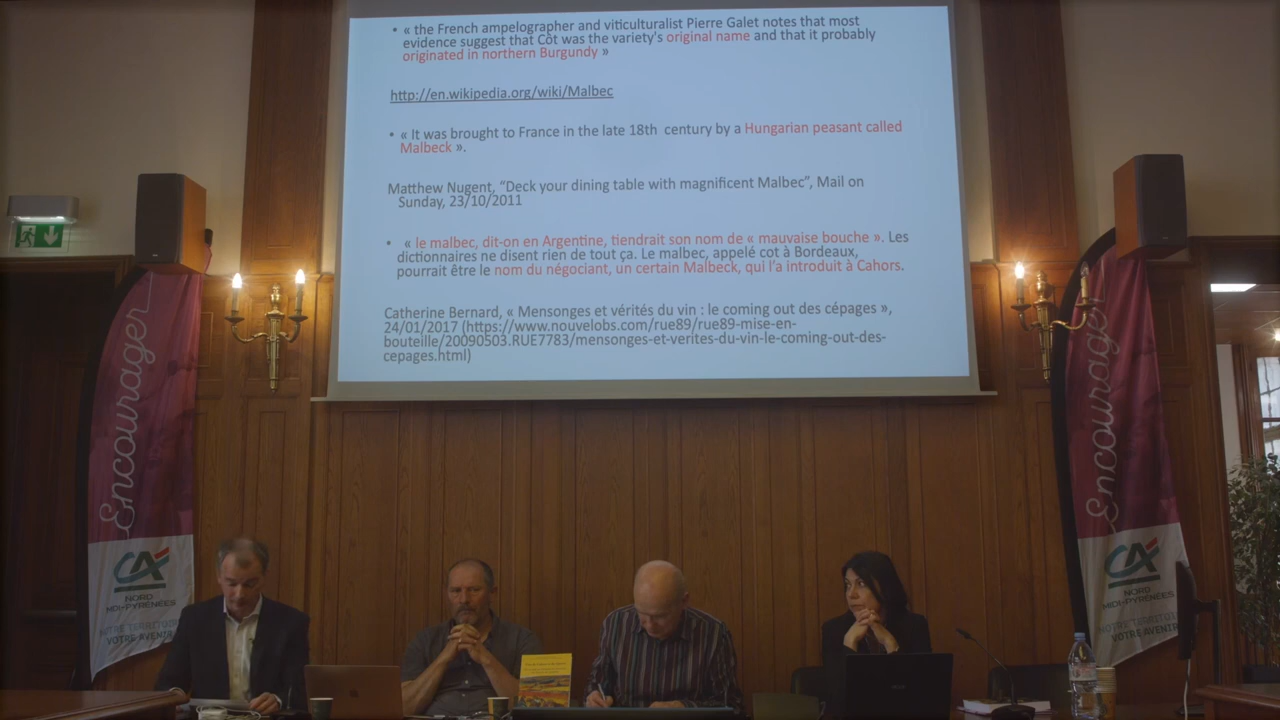 • « the French ampelographer and viticulturalist Pierre Galet notes that most
evidence suggest that Côt was the variety's original name and that it probably
originated in northern Burgundy »
http://en.wikipedia.org/wiki/Malbec
• « It was brought to France in the late 18th century by a Hungarian peasant called
Malbeck ».
Matthew Nugent, "Deck your dining table with magnificent Malbec", Mail on
Sunday, 23/10/2011
• « le malbec, dit-on en Argentine, tiendrait son nom de « mauvaise bouche ». Les
dictionnaires ne disent rien de tout ça. Le malbec, appelé cot à Bordeaux,
pourrait être le nom du négociant, un certain Malbeck, qui l'a introduit à Cahors.
Catherine Bernard, « Mensonges et vérités du vin : le coming out des cépages »,
24/01/2017 (https://www.nouvelobs.com/rue89/rue89-mise-en-
bouteille/20090503.RUE7783/mensonges-et-verites-du-vin-le-coming-out-des-
cepages.html)
Encourager
CA
NORD
MIDI-PYRÉNÉES
NOTRE TERRITOIRE
VOTRE AVENIR
Encourager
CA
NORD
MIDI-PYRÉNÉES
NOTRE TERRITOIRE
VOTRE AVENIR